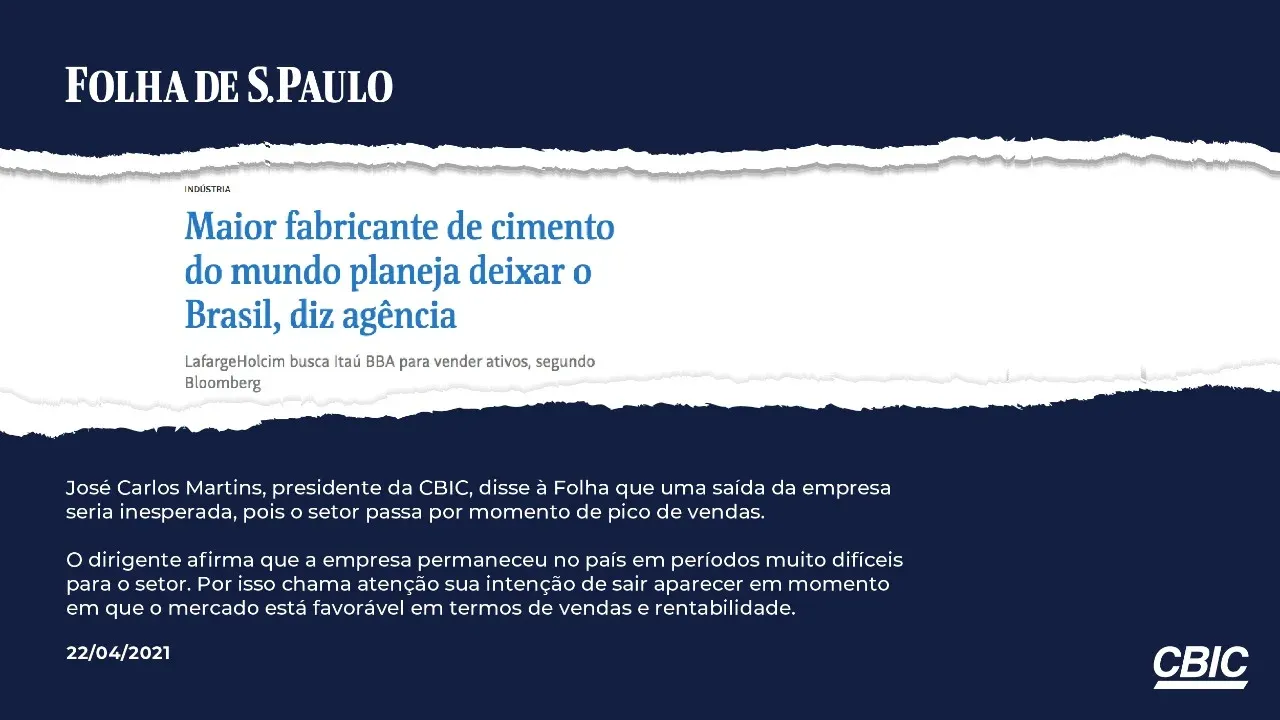 FOLHA DE S.PAULO
INDÚSTRIA
Maior fabricante de cimento
do mundo planeja deixar o
Brasil, diz agência
LafargeHolcim busca Itaú BBA para vender ativos, segundo
Bloomberg
José Carlos Martins, presidente da CBIC, disse à Folha que uma saída da empresa
seria inesperada, pois o setor passa por momento de pico de vendas.
O dirigente afirma que a empresa permaneceu no país em períodos muito difíceis
para o setor. Por isso chama atenção sua intenção de sair aparecer em momento
em que o mercado está favorável em termos de vendas e rentabilidade.
22/04/2021
CBIC